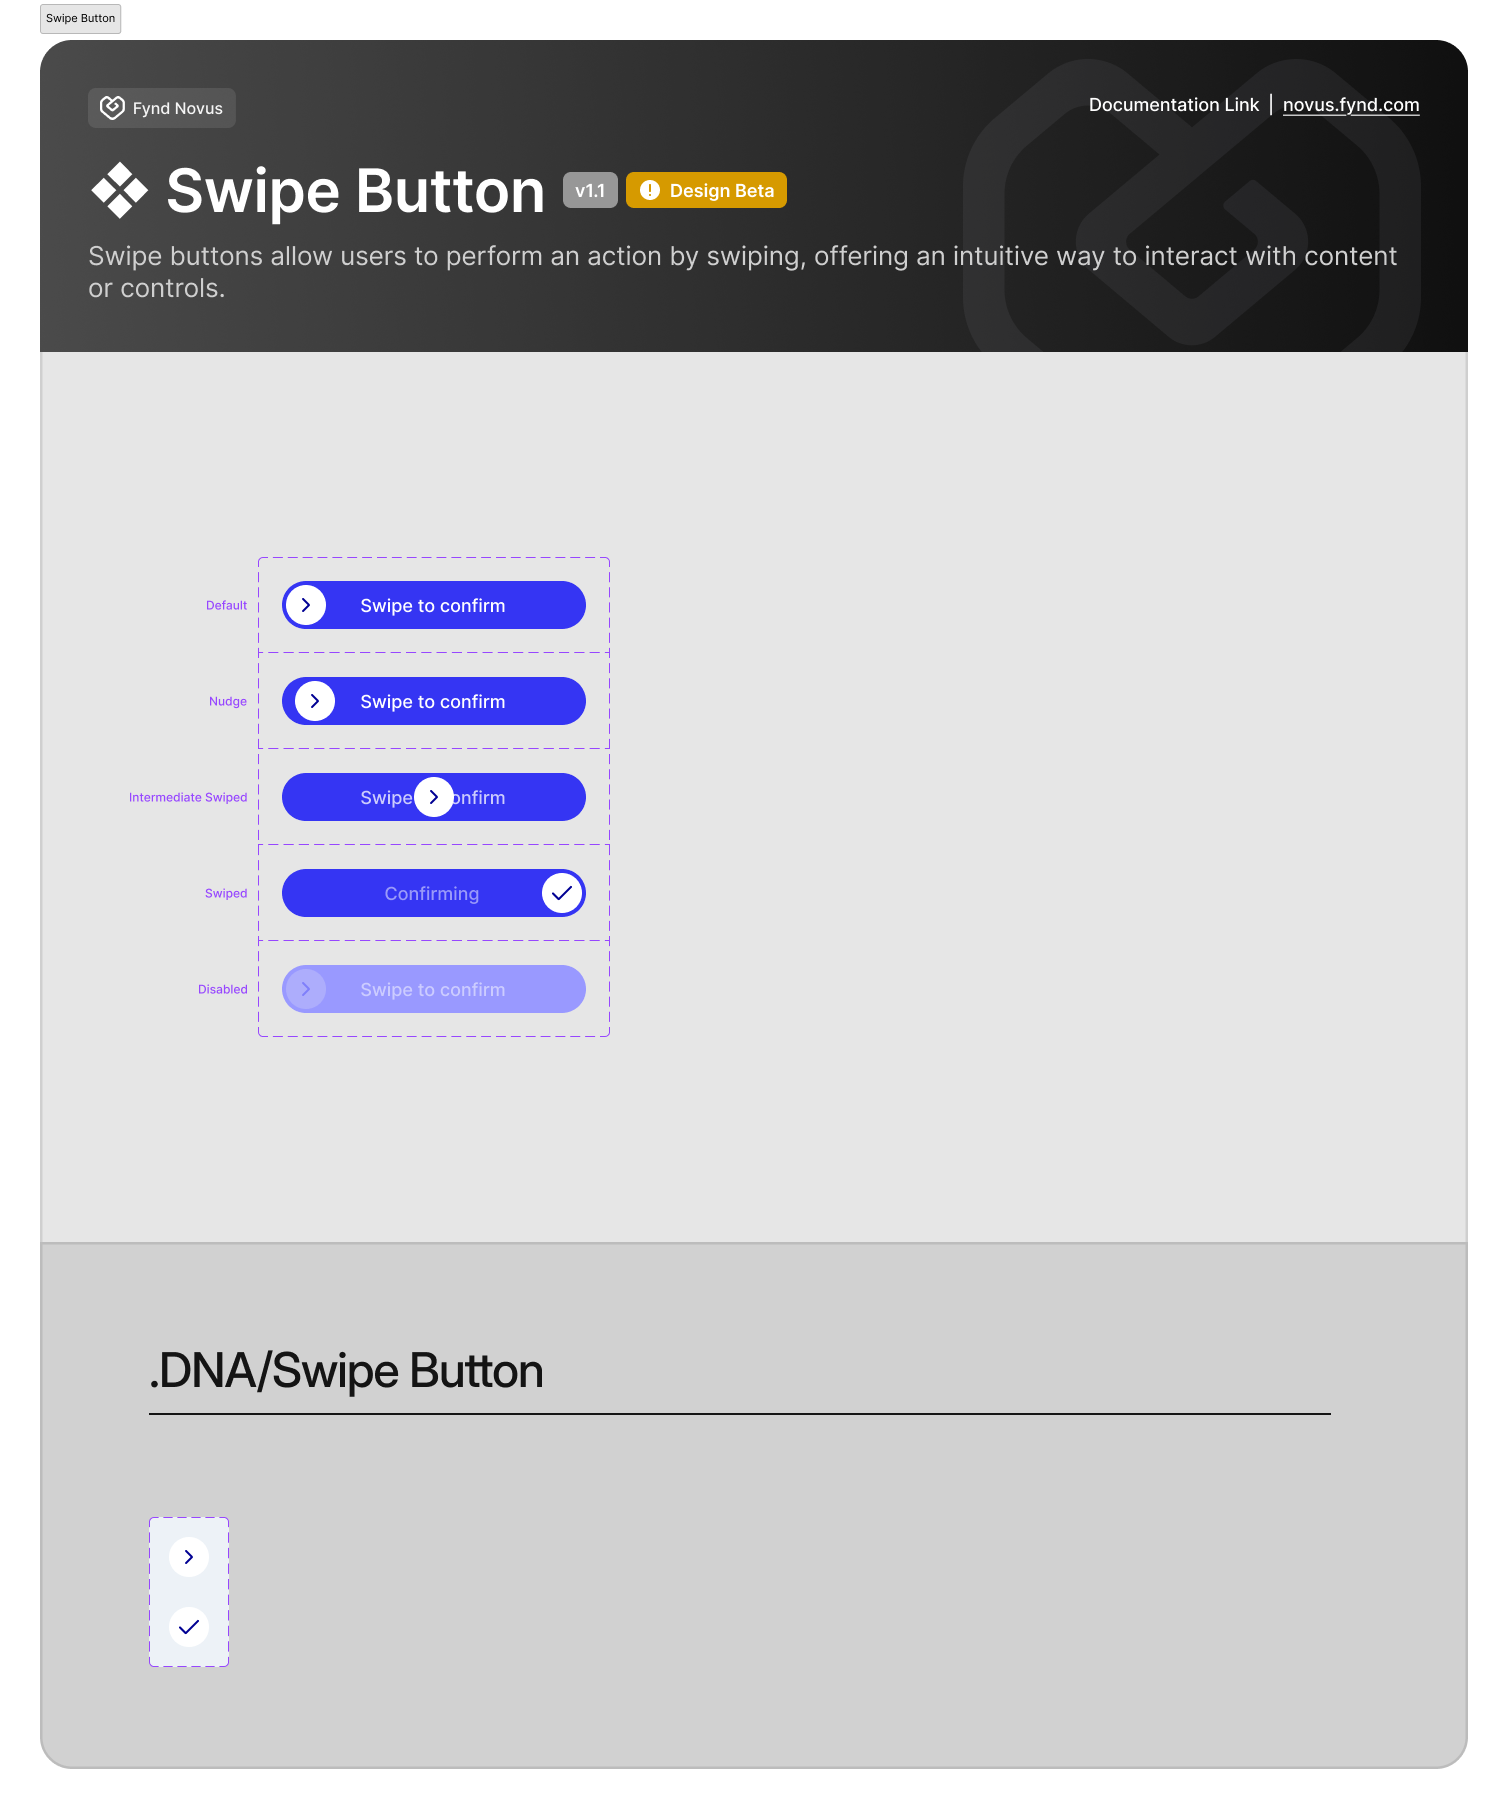 Swipe Button
Fynd Novus
Documentation Link | novus.fynd.com
Swipe Button v1.1 Design Beta
Swipe buttons allow users to perform an action by swiping, offering an intuitive way to interact with content
or controls.
Default Swipe to confirm
Nudge Swipe to confirm
Intermediate Swiped Swipe onfirm
Swiped Confirming
Disabled Swipe to confirm
.DNA/Swipe Button